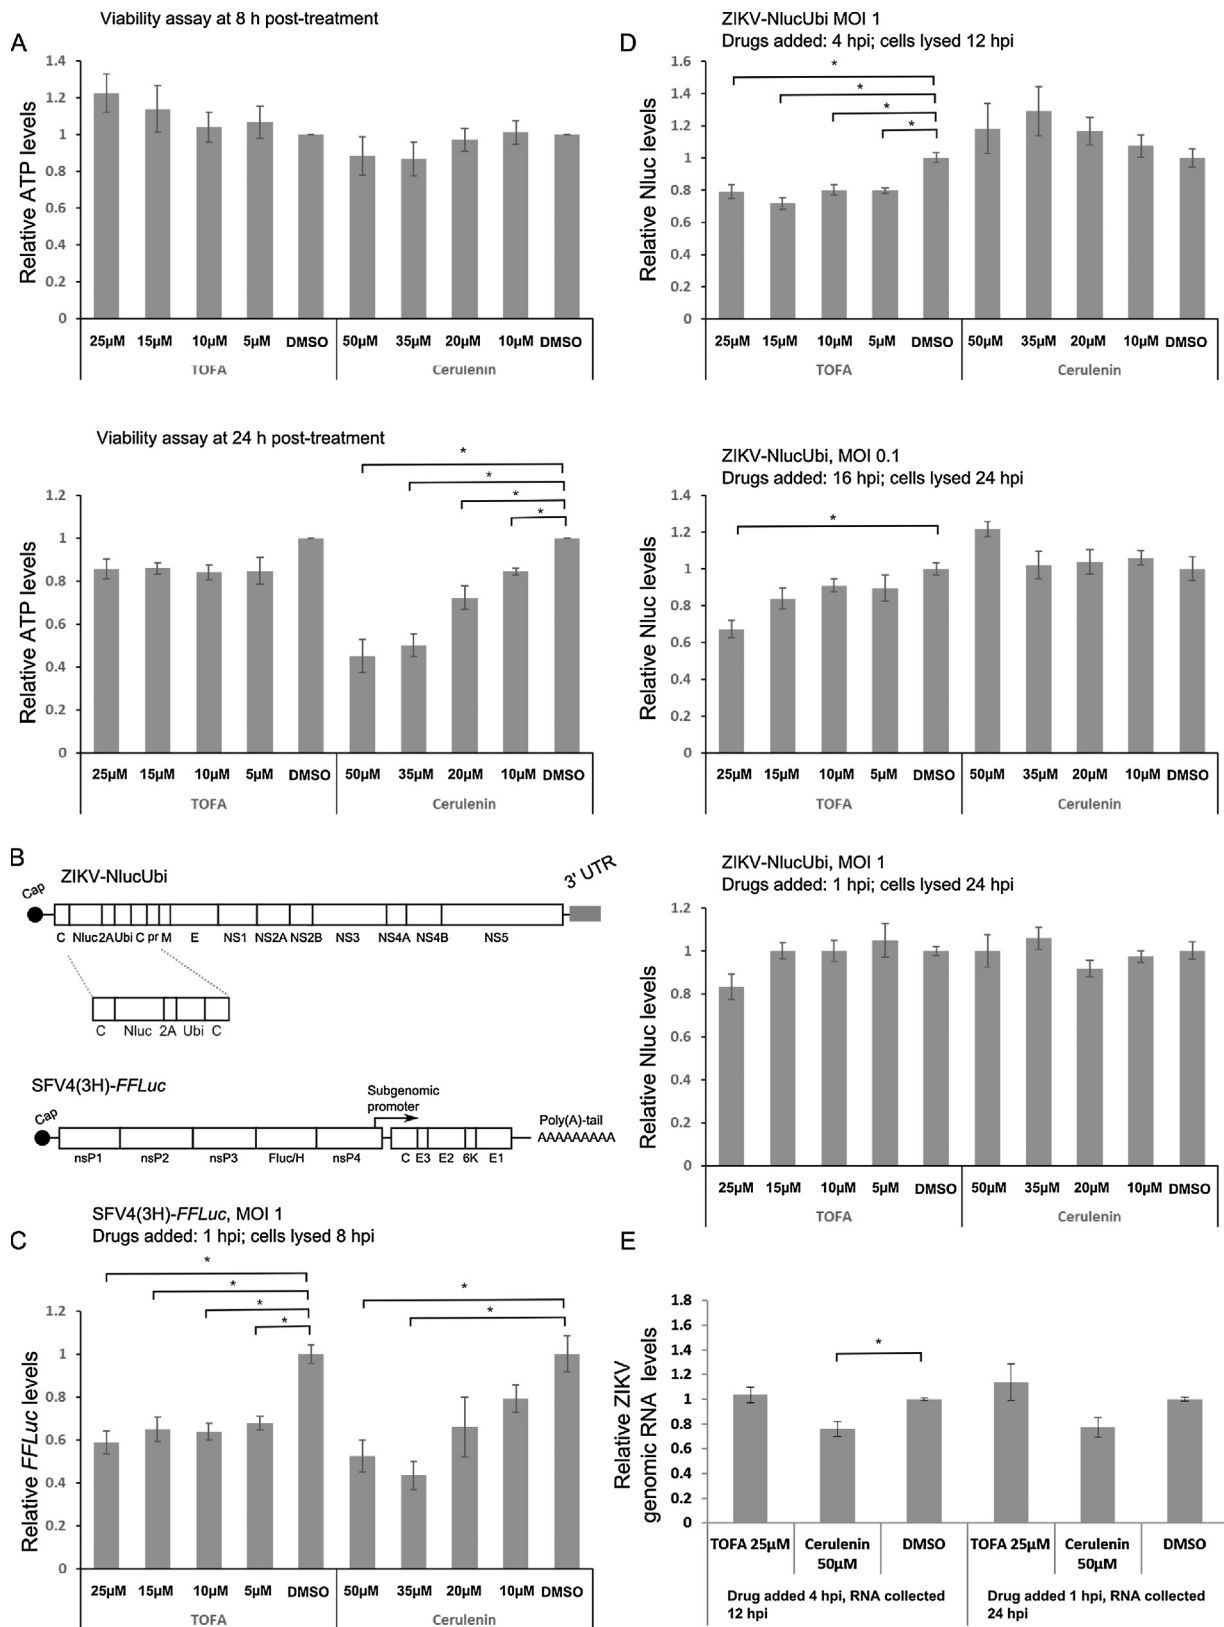 A
Viability assay at 8 h post-treatment
Relative ATP levels
1.4
1.2
1
0.8
0.6
0.4
0.2
0
25µM 15µM 10µM 5µM DMSO 50µM 35µM 20µM 10µM DMSO
TOFA Cerulenin
Viability assay at 24 h post-treatment
* 
*
*
*
Relative ATP levels
1.2
1
0.8
0.6
0.4
0.2
0
25µM 15µM 10µM 5µM DMSO 50µM 35µM 20µM 10µM DMSO
TOFA Cerulenin
B
ZIKV-NlucUbi
Cap
3' UTR
C Nluc 2A Ubi C pr M E NS1 NS2A NS2B NS3 NS4A NS4B NS5
C Nluc 2A Ubi C
SFV4(3H)-FFLuc
Cap
Subgenomic
promoter
Poly(A)-tail
AAAAAAAAA
nsP1 nsP2 nsP3 Fluc/H nsP4 C E3 E2 6K E1
C
SFV4(3H)-FFLuc, MOI 1
Drugs added: 1 hpi; cells lysed 8 hpi
*
*
*
*
*
*
Relative FFLuc levels
1.2
1
0.8
0.6
0.4
0.2
0
25µM 15µM 10µM 5µM DMSO 50µM 35µM 20µM 10µM DMSO
TOFA Cerulenin
D
ZIKV-NlucUbi MOI 1
Drugs added: 4 hpi; cells lysed 12 hpi
*
*
*
*
Relative Nluc levels
1.6
1.4
1.2
1
0.8
0.6
0.4
0.2
0
25µM 15µM 10µM 5µM DMSO 50µM 35µM 20µM 10µM DMSO
TOFA Cerulenin
ZIKV-NlucUbi, MOI 0.1
Drugs added: 16 hpi; cells lysed 24 hpi
*
Relative Nluc levels
1.4
1.2
1
0.8
0.6
0.4
0.2
0
25µM 15µM 10µM 5µM DMSO 50µM 35µM 20µM 10µM DMSO
TOFA Cerulenin
ZIKV-NlucUbi, MOI 1
Drugs added: 1 hpi; cells lysed 24 hpi
Relative Nluc levels
1.2
1
0.8
0.6
0.4
0.2
0
25µM 15µM 10µM 5µM DMSO 50µM 35µM 20µM 10µM DMSO
TOFA Cerulenin
E
*
Relative ZIKV
genomic RNA levels
1.8
1.6
1.4
1.2
1
0.8
0.6
0.4
0.2
0
TOFA 25µM Cerulenin DMSO TOFA 25µM Cerulenin DMSO
50µM 50µM
Drug added 4 hpi, RNA collected Drug added 1 hpi, RNA collected
12 hpi 24 hpi